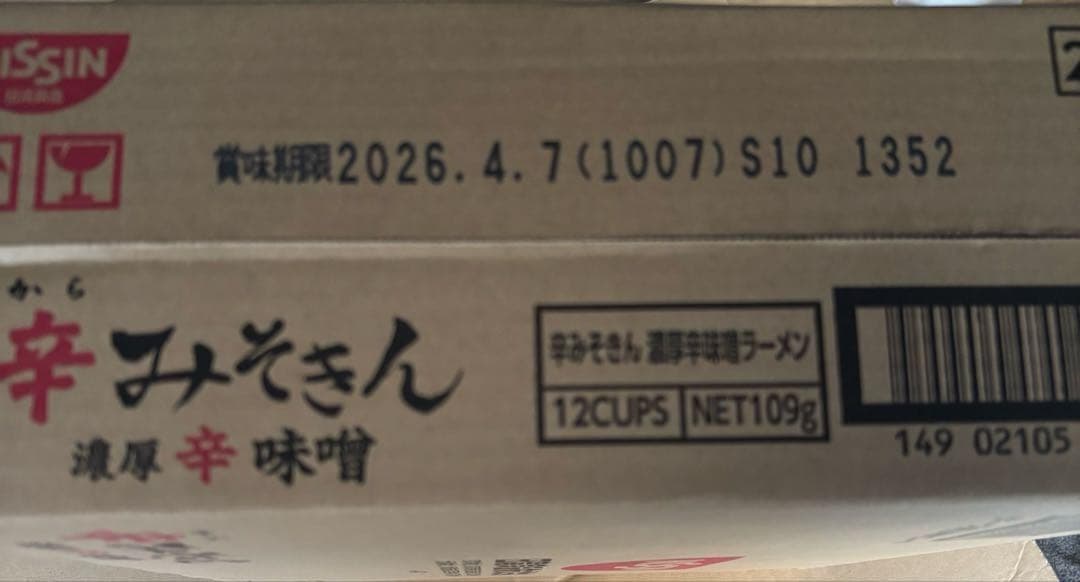 NISSIN
賞味期限2026.4.7(1007)S10 1352
2
から
辛みそきん
濃厚辛味噌
辛みそきん 濃厚辛味噌ラーメン
12CUPS NET109g
149 02105